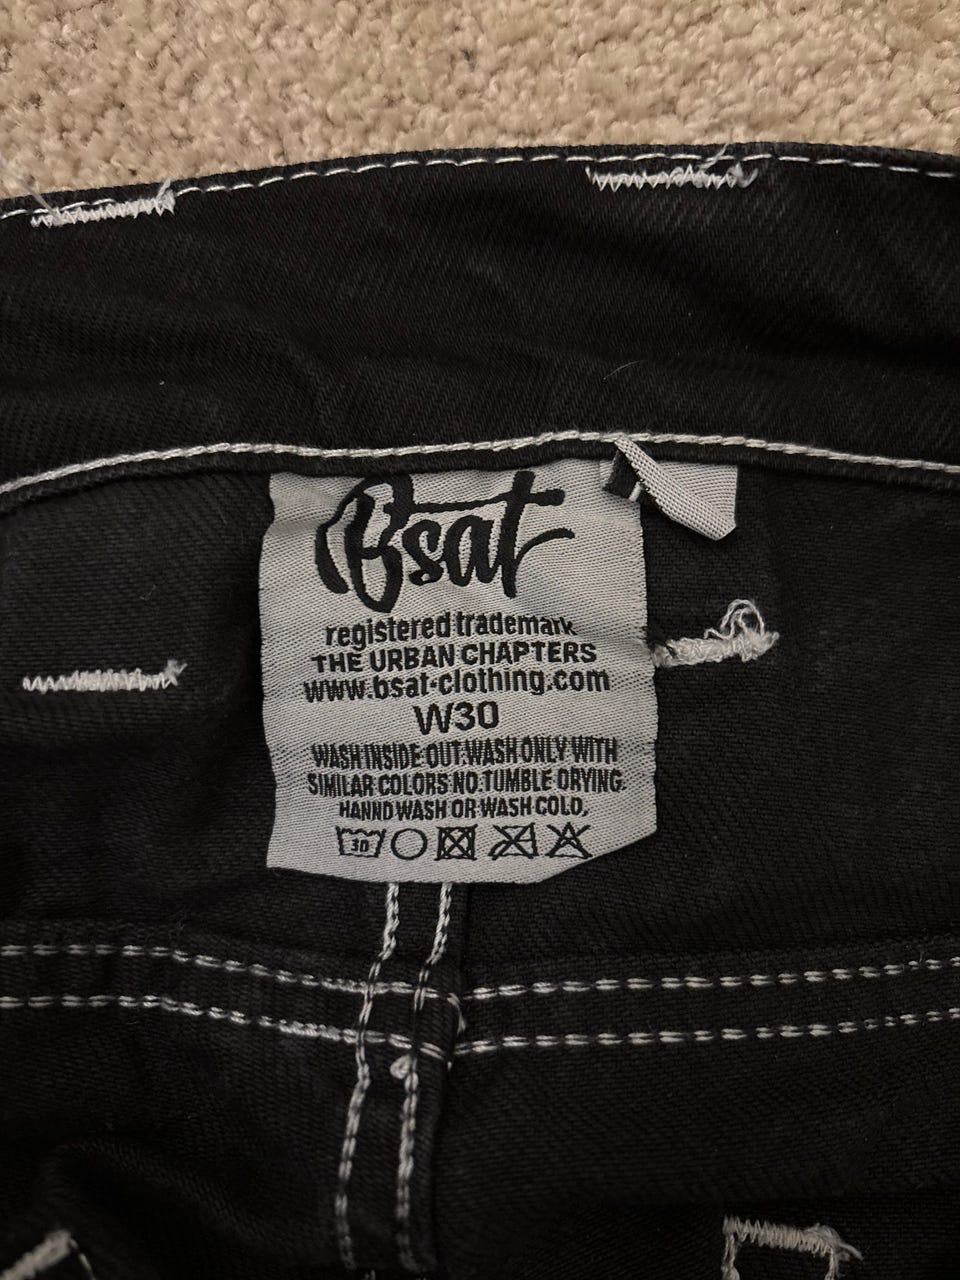 Bsat
registered trademark
THE URBAN CHAPTERS
www.bsat-clothing.com
W30
WASH INSIDE OUT.WASH ONLY WITH
SIMILAR COLORS NO.TUMBLE DRYING.
HANND WASH OR WASH COLD,
30